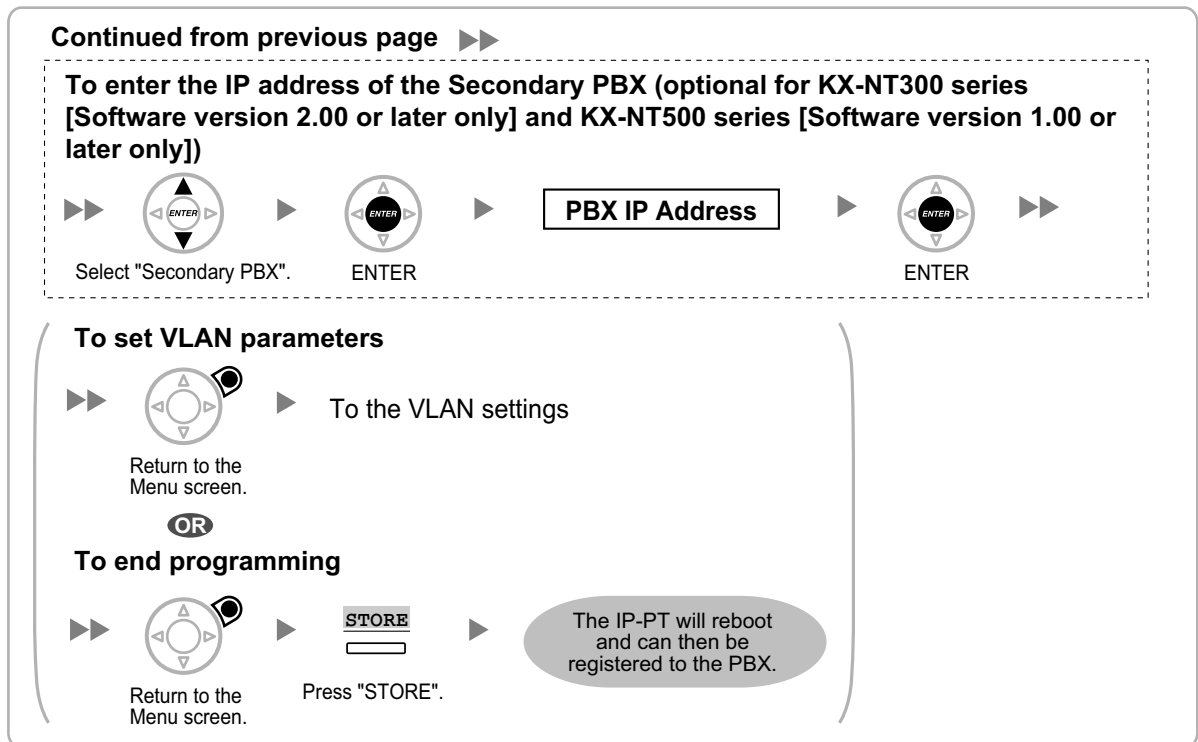 Continued from previous page
To enter the IP address of the Secondary PBX (optional for KX-NT300 series
[Software version 2.00 or later only] and KX-NT500 series [Software version 1.00 or
later only])
ENTER
ENTER
PBX IP Address
ENTER
Select "Secondary PBX".
ENTER
ENTER
To set VLAN parameters
To the VLAN settings
Return to the
Menu screen.
OR
To end programming
STORE
The IP-PT will reboot
and can then be
registered to the PBX.
Return to the
Menu screen.
Press "STORE".